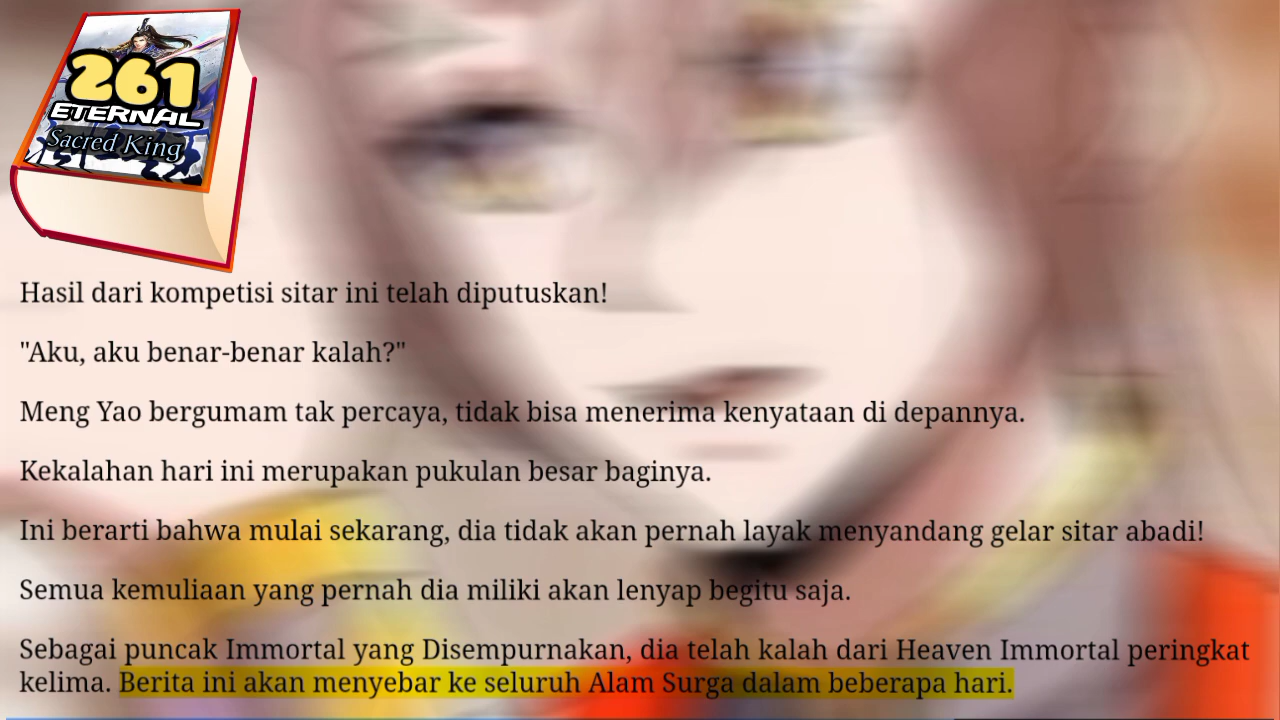 261
ETERNAL
Sacred King
Hasil dari kompetisi sitar ini telah diputuskan!
"Aku, aku benar-benar kalah?"
Meng Yao bergumam tak percaya, tidak bisa menerima kenyataan di depannya.
Kekalahan hari ini merupakan pukulan besar baginya.
Ini berarti bahwa mulai sekarang, dia tidak akan pernah layak menyandang gelar sitar abadi!
Semua kemuliaan yang pernah dia miliki akan lenyap begitu saja.
Sebagai puncak Immortal yang Disempurnakan, dia telah kalah dari Heaven Immortal peringkat
kelima. Berita ini akan menyebar ke seluruh Alam Surga dalam beberapa hari.